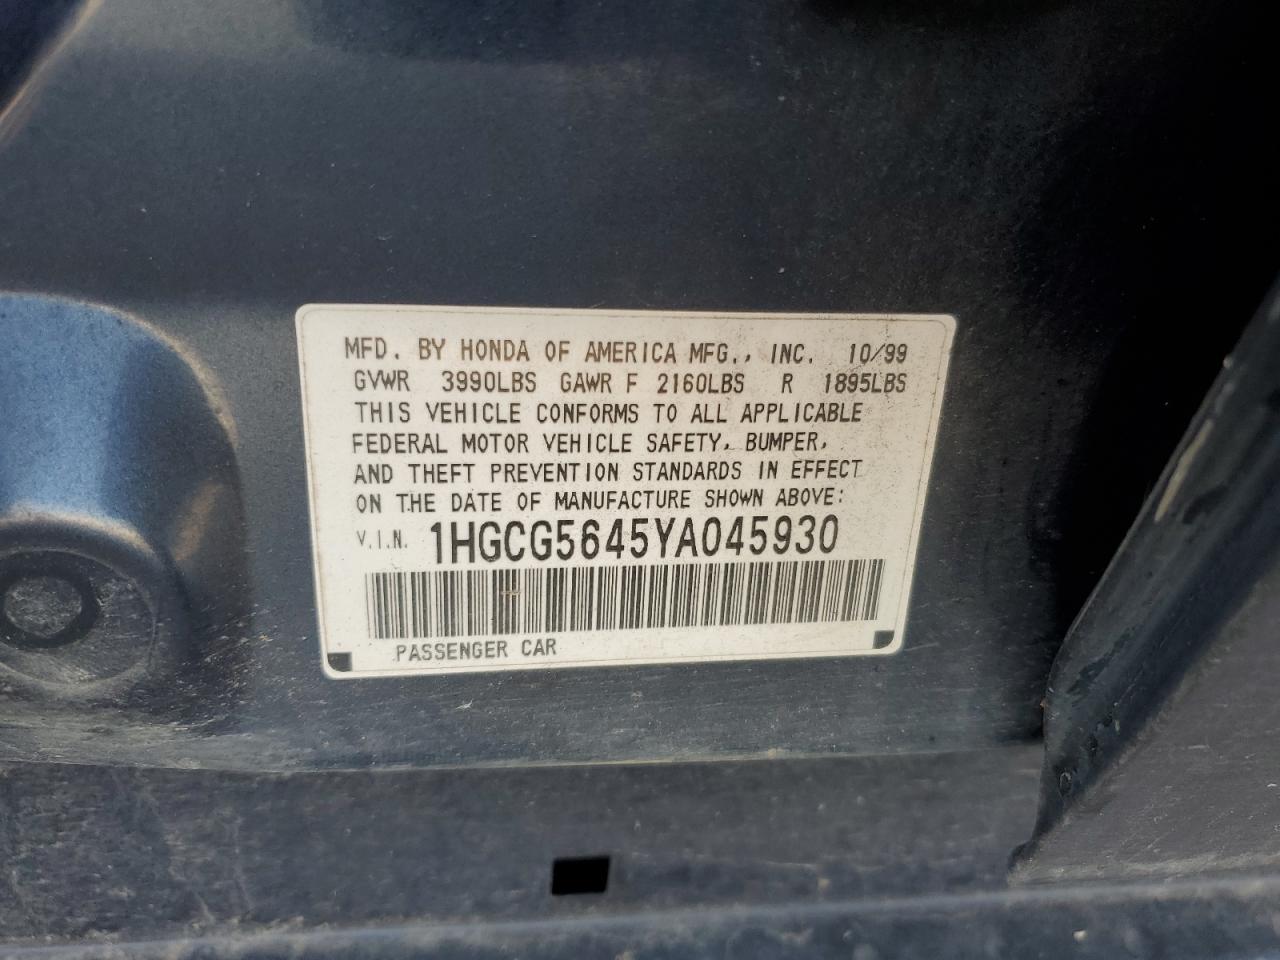 MFD. BY HONDA OF AMERICA MFG., INC. 10/99
GVWR 3990LBS GAWR F 2160LBS R 1895LBS
THIS VEHICLE CONFORMS TO ALL APPLICABLE
FEDERAL MOTOR VEHICLE SAFETY, BUMPER,
AND THEFT PREVENTION STANDARDS IN EFFECT
ON THE DATE OF MANUFACTURE SHOWN ABOVE:
V.I.N. 1HGCG5645YA045930
PASSENGER CAR